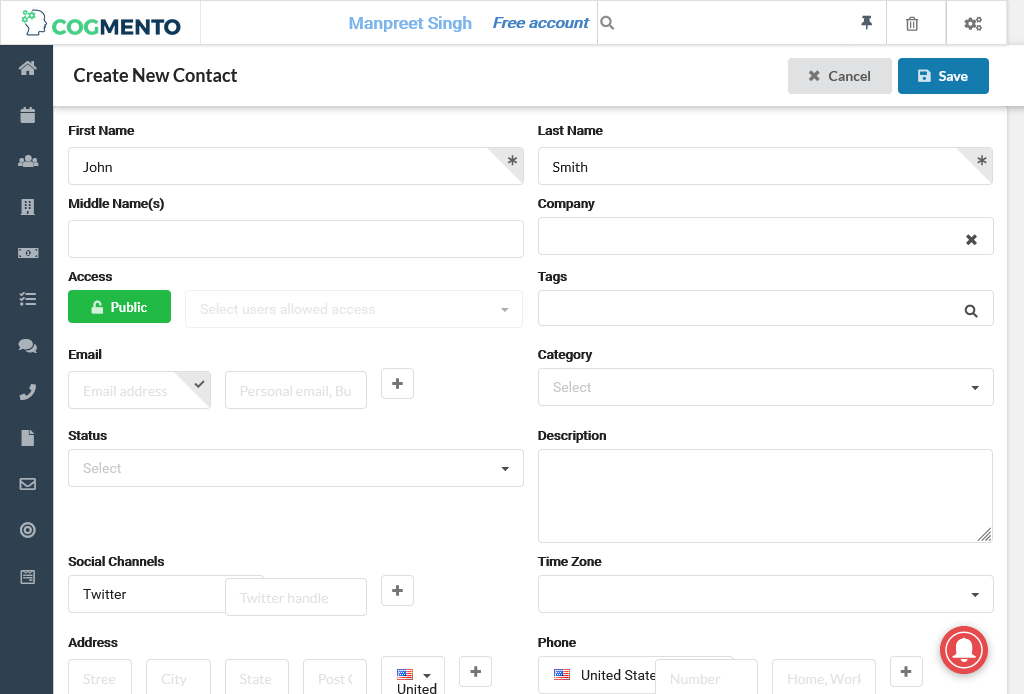 COGMENTO
Manpreet Singh Free account
Create New Contact
Cancel
Save
First Name
Last Name
John
Smith
Middle Name(s)
Company
Access
Tags
Public
Select users allowed access
Email
Category
Email address
Personal email, Bu
Select
Status
Description
Select
Social Channels
Time Zone
Twitter
Twitter handle
Address
Phone
Stree
City
State
Post C
United
United State
Number
Home, Work